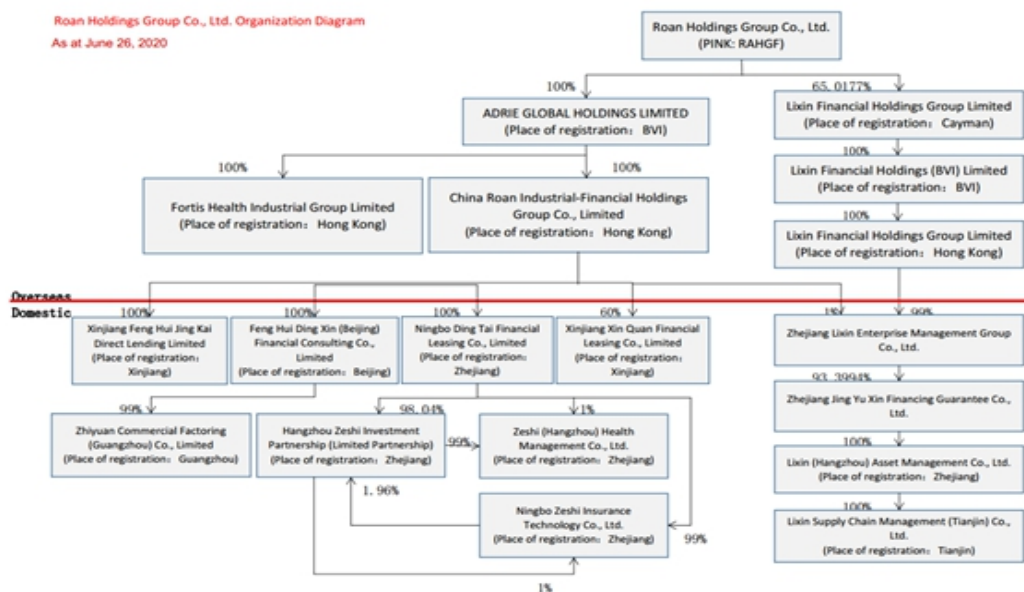 Roan Holdings Group Co., Ltd. Organization Diagram
As at June 26, 2020
Roan Holdings Group Co., Ltd.
(PINK: RAHGF)
100%
65.0177%
ADRIE GLOBAL HOLDINGS LIMITED
(Place of registration: BVI)
Lixin Financial Holdings Group Limited
(Place of registration: Cayman)
100%
100%
100%
Fortis Health Industrial Group Limited
(Place of registration: Hong Kong)
China Roan Industrial-Financial Holdings
Group Co., Limited
(Place of registration: Hong Kong)
Lixin Financial Holdings (BVI) Limited
(Place of registration: BVI)
100%
Lixin Financial Holdings Group Limited
(Place of registration: Hong Kong)
Overseas
Domestic
100%
100%
100%
60%
1%
99%
Xinjiang Feng Hui Jing Kai
Direct Lending Limited
(Place of registration:
Xinjiang)
Feng Hui Ding Xin (Beijing)
Financial Consulting Co.,
Limited
(Place of registration: Beijing)
Ningbo Ding Tai Financial
Leasing Co., Limited
(Place of registration:
Zhejiang)
Xinjiang Xin Quan Financial
Leasing Co., Limited
(Place of registration:
Xinjiang)
Zhejiang Lixin Enterprise Management Group
Co., Ltd.
93.3994%
Zhejiang Jing Yu Xin Financing Guarantee Co.,
Ltd.
99%
98.04%
1%
Zhiyuan Commercial Factoring
(Guangzhou) Co., Limited
(Place of registration: Guangzhou)
Hangzhou Zeshi Investment
Partnership (Limited Partnership)
(Place of registration: Zhejiang)
99%
Zeshi (Hangzhou) Health
Management Co., Ltd.
(Place of registration: Zhejiang)
100%
Lixin (Hangzhou) Asset Management Co., Ltd.
(Place of registration: Zhejiang)
1.96%
Ningbo Zeshi Insurance
Technology Co., Ltd.
(Place of registration: Zhejiang)
99%
100%
Lixin Supply Chain Management (Tianjin) Co.,
Ltd.
(Place of registration: Tianjin)
1%